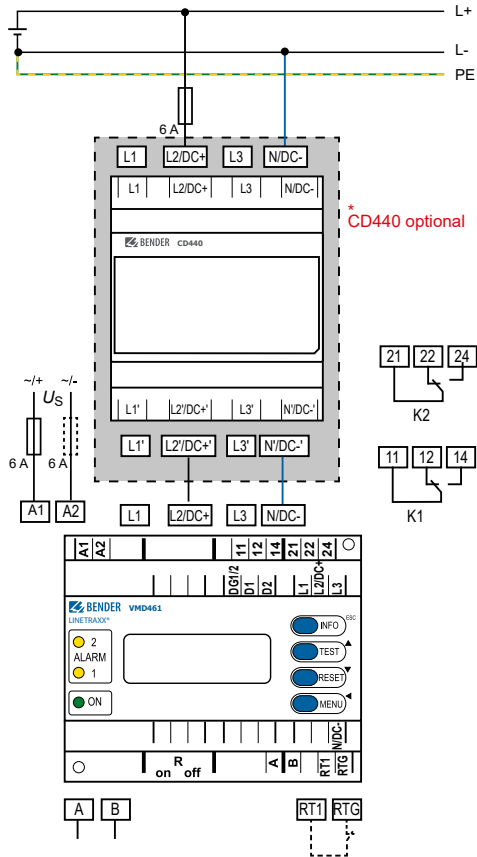 L+
L-
PE
6 A
L1 L2/DC+ L3 N/DC-
L1 L2/DC+ L3 N/DC-
*
CD440 optional
BENDER CD440
21 22 24
K2
~/+ ~/-
US
L1' L2'/DC+' L3' N'/DC-'
L1' L2'/DC+' L3' N'/DC-'
6 A 6 A
11 12 14
K1
A1 A2
L1 L2/DC+ L3 N/DC-
A1 A2 11 12 14 21 22 24
DG1/2 D1 D2 L1 L2/DC+ L3
BENDER VMD461
LINETRAXX®
INFO ESC
2
ALARM
1
TEST ▲
RESET ▼
ON
MENU ◄
N/DC-
R
on off
A B RT1 RTG
A B RT1 RTG